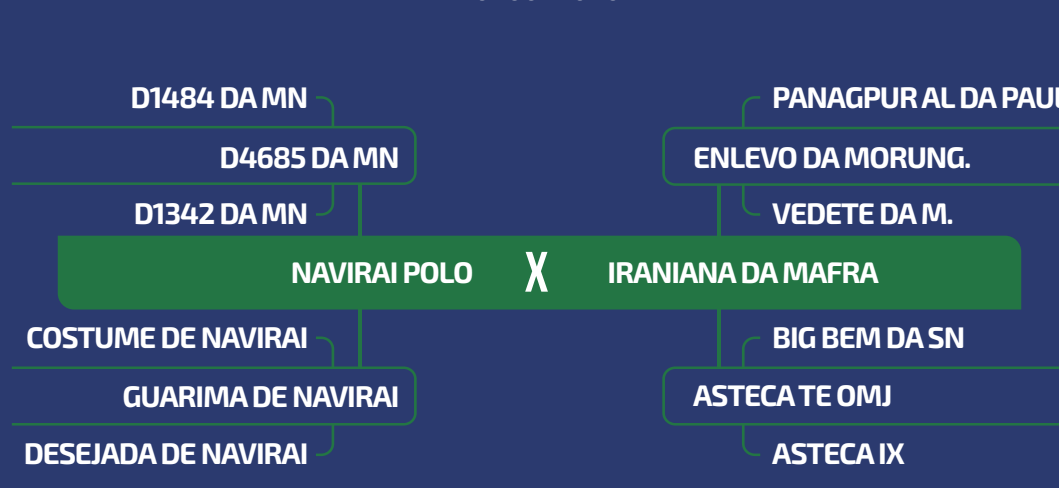 D1484 DA MN
D4685 DA MN
D1342 DA MN
PANAGPUR AL DA
ENLEVO DA MORUNG.
VEDETE DA M.
NAVIRAI POLO X IRANIANA DA MAFRA
COSTUME DE NAVIRAI
GUARIMA DE NAVIRAI
DESEJADA DE NAVIRAI
BIG BEM DA SN
ASTECA TE OMJ
ASTECA IX